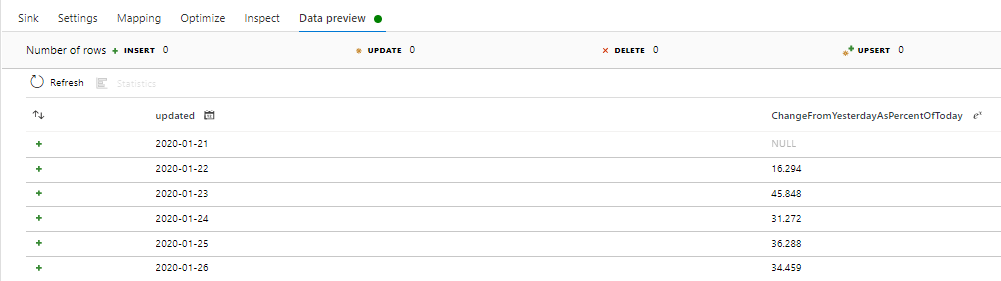 Sink Settings Mapping Optimize Inspect Data preview
Number of rows + INSERT 0 * UPDATE 0 × DELETE 0 *+ UPSERT 0
Refresh Statistics
updated ChangeFromYesterdayAsPercentOfToday eˣ
+ 2020-01-21 NULL
+ 2020-01-22 16.294
+ 2020-01-23 45.848
+ 2020-01-24 31.272
+ 2020-01-25 36.288
+ 2020-01-26 34.459